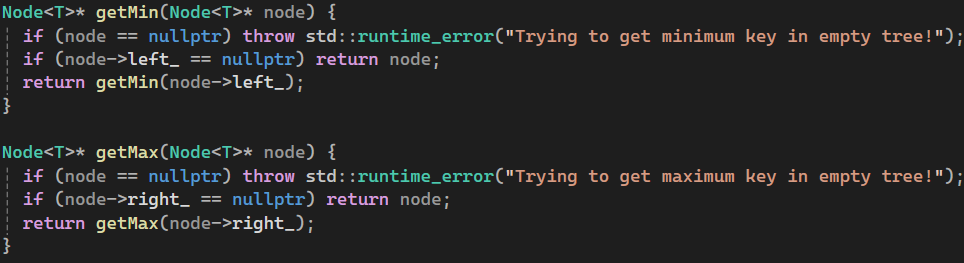 Node<T>* getMin(Node<T>* node) {
if (node == nullptr) throw std::runtime_error("Trying to get minimum key in empty tree!");
if (node->left_ == nullptr) return node;
return getMin(node->left_);
}
Node<T>* getMax(Node<T>* node) {
if (node == nullptr) throw std::runtime_error("Trying to get maximum key in empty tree!");
if (node->right_ == nullptr) return node;
return getMax(node->right_);
}